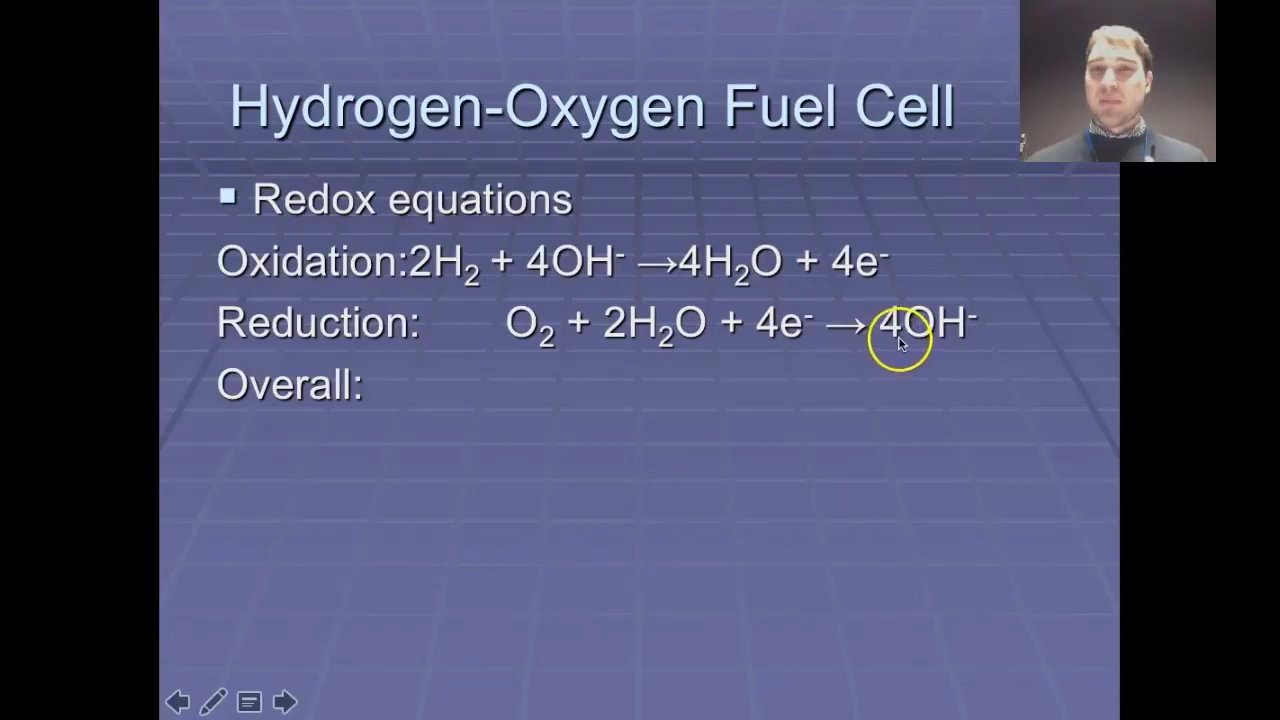 Hydrogen-Oxygen Fuel Cell
Redox equations
Oxidation:2H₂ + 4OH⁻ →4H₂O + 4e⁻
Reduction: O₂ + 2H₂O + 4e⁻ → 4OH⁻
Overall: